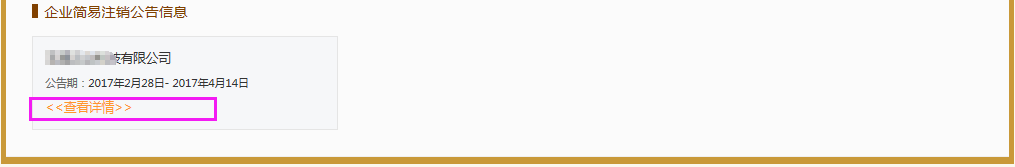 企业简易注销公告信息
技有限公司
公告期：2017年2月28日- 2017年4月14日
<<查看详情>>